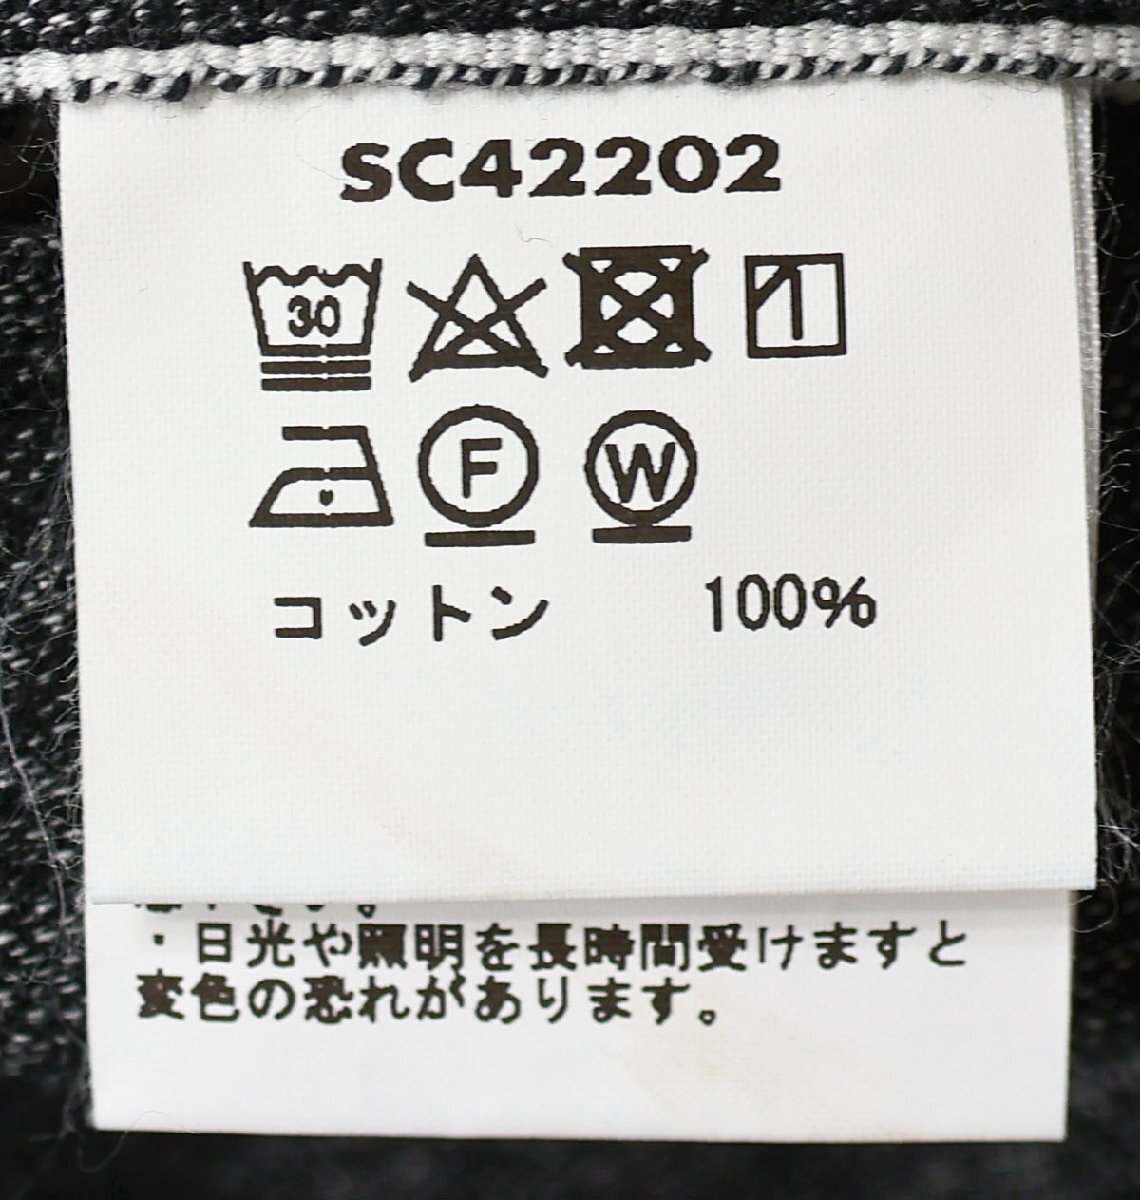 SC42202
30
F W
コットン 100%
・日光や照明を長時間受けますと
変色の恐れがあります。